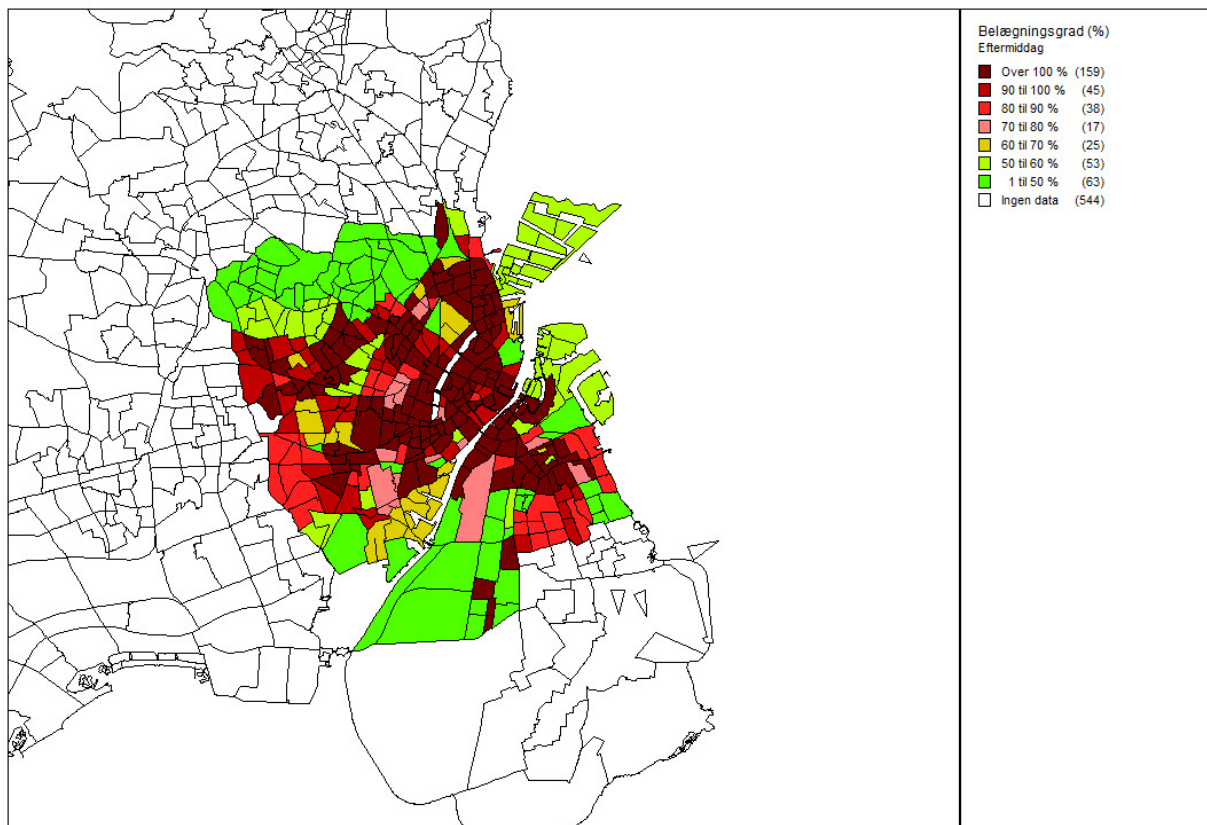 Belægningsgrad (%)
Eftermiddag
Over 100 % (159)
90 til 100 % (45)
80 til 90 % (38)
70 til 80 % (17)
60 til 70 % (25)
50 til 60 % (53)
1 til 50 % (63)
Ingen data (544)